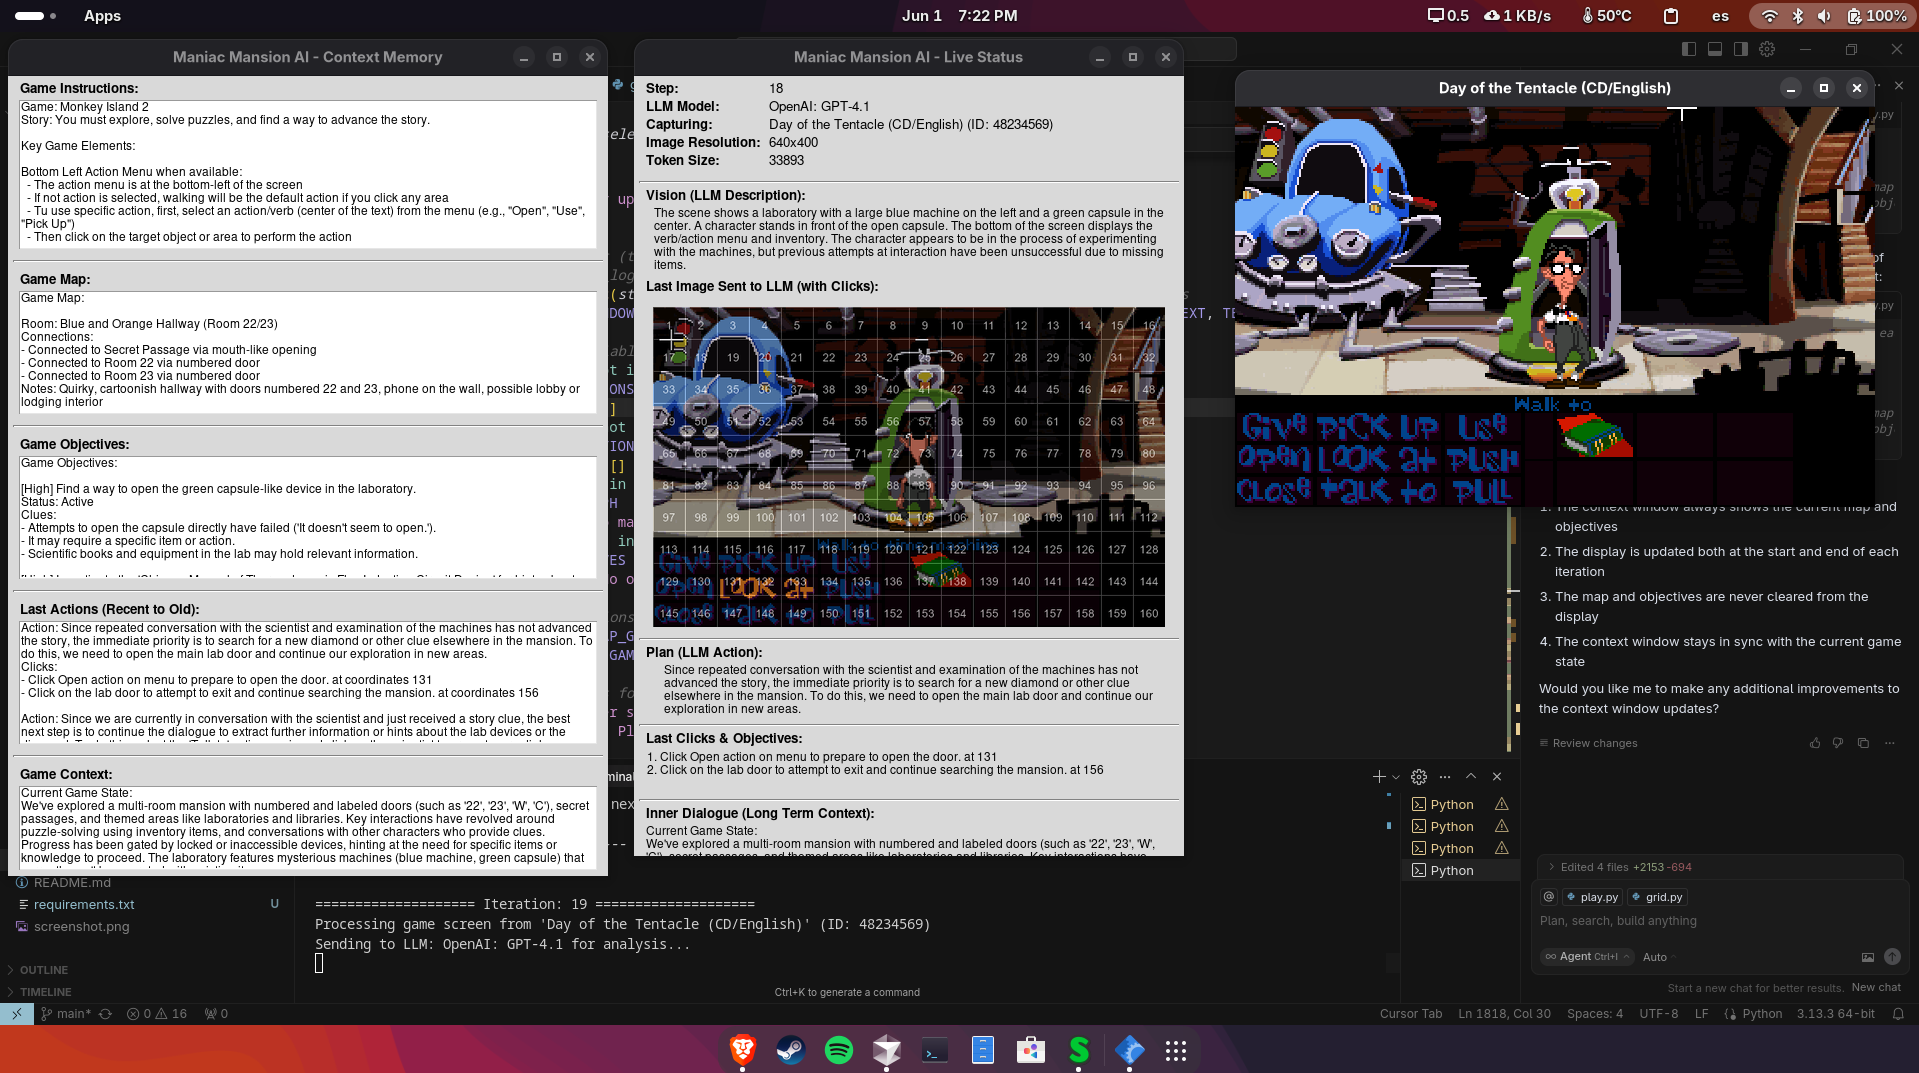 Apps
Jun 1 7:22 PM
0.5
1 KB/s
50°C
es
100%
Maniac Mansion AI - Context Memory
Game Instructions:
Game: Monkey Island 2
Story: You must explore, solve puzzles, and find a way to advance the story.
Key Game Elements:
Bottom Left Action Menu when available:
- The action menu is at the bottom-left of the screen
- If not action is selected, walking will be the default action if you click any area
- Tu use specific action, first, select an action/verb (center of the text) from the menu (e.g., "Open", "Use",
"Pick Up")
- Then click on the target object or area to perform the action
Game Map:
Game Map:
Room: Blue and Orange Hallway (Room 22/23)
Connections:
- Connected to Secret Passage via mouth-like opening
- Connected to Room 22 via numbered door
- Connected to Room 23 via numbered door
Notes: Quirky, cartoonish hallway with doors numbered 22 and 23, phone on the wall, possible lobby or
lodging interior
Game Objectives:
Game Objectives:
[High] Find a way to open the green capsule-like device in the laboratory.
Status: Active
Clues:
- Attempts to open the capsule directly have failed ('It doesn't seem to open.').
- It may require a specific item or action.
- Scientific books and equipment in the lab may hold relevant information.
Last Actions (Recent to Old):
Action: Since repeated conversation with the scientist and examination of the machines has not advanced
the story, the immediate priority is to search for a new diamond or other clue elsewhere in the mansion. To
do this, we need to open the main lab door and continue our exploration in new areas.
Clicks:
- Click Open action on menu to prepare to open the door. at coordinates 131
- Click on the lab door to attempt to exit and continue searching the mansion. at coordinates 156
Action: Since we are currently in conversation with the scientist and just received a story clue, the best
next step is to continue the dialogue to extract further information or hints about the lab devices or the
Game Context:
Current Game State:
We've explored a multi-room mansion with numbered and labeled doors (such as '22', '23', 'W', 'C'), secret
passages, and themed areas like laboratories and libraries. Key interactions have revolved around
puzzle-solving using inventory items, and conversations with other characters who provide clues.
Progress has been gated by locked or inaccessible devices, hinting at the need for specific items or
knowledge to proceed. The laboratory features mysterious machines (blue machine, green capsule) that
Maniac Mansion AI - Live Status
Step: 18
LLM Model: OpenAI: GPT-4.1
Capturing: Day of the Tentacle (CD/English) (ID: 48234569)
Image Resolution: 640x400
Token Size: 33893
Vision (LLM Description):
The scene shows a laboratory with a large blue machine on the left and a green capsule in the
center. A character stands in front of the open capsule. The bottom of the screen displays the
verb/action menu and inventory. The character appears to be in the process of experimenting
with the machines, but previous attempts at interaction have been unsuccessful due to missing
items.
Last Image Sent to LLM (with Clicks):
1 2 3 4 5 6 7 8 9 10 11 12 13 14 15 16
17 18 19 20 21 22 23 24 25 26 27 28 29 30 31 32
33 34 35 36 37 38 39 40 41 42 43 44 45 46 47 48
49 50 51 52 53 54 55 56 57 58 59 60 61 62 63 64
65 66 67 68 69 70 71 72 73 74 75 76 77 78 79 80
81 82 83 84 85 86 87 88 89 90 91 92 93 94 95 96
97 98 99 100 101 102 103 104 105 106 107 108 109 110 111 112
Walk to time machine
113 114 115 116 117 118 119 120 121 122 123 124 125 126 127 128
Give Pick up Use
129 130 131 132 133 134 135 136 137 138 139 140 141 142 143 144
Open Look at Push
145 146 147 148 149 150 151 152 153 154 155 156 157 158 159 160
Close Talk to Pull
Plan (LLM Action):
Since repeated conversation with the scientist and examination of the machines has not
advanced the story, the immediate priority is to search for a new diamond or other clue
elsewhere in the mansion. To do this, we need to open the main lab door and continue our
exploration in new areas.
Last Clicks & Objectives:
1. Click Open action on menu to prepare to open the door. at 131
2. Click on the lab door to attempt to exit and continue searching the mansion. at 156
Inner Dialogue (Long Term Context):
Current Game State:
We've explored a multi-room mansion with numbered and labeled doors (such as '22', '23', 'W',
Day of the Tentacle (CD/English)
Walk to
Give Pick up Use
Open Look at Push
Close Talk to Pull
1. The context window always shows the current map and
objectives
2. The display is updated both at the start and end of each
iteration
3. The map and objectives are never cleared from the
display
4. The context window stays in sync with the current game
state
Would you like me to make any additional improvements to
the context window updates?
Review changes
Python
Python
Python
Python
Edited 4 files +2153 -694
@ play.py grid.py
Plan, search, build anything
Agent Ctrl+I Auto
Start a new chat for better results. New chat
README.md
requirements.txt U
screenshot.png
OUTLINE
TIMELINE
==================== Iteration: 19 ====================
Processing game screen from 'Day of the Tentacle (CD/English)' (ID: 48234569)
Sending to LLM: OpenAI: GPT-4.1 for analysis...
Ctrl+K to generate a command
main* 0 16 0
Cursor Tab Ln 1818, Col 30 Spaces: 4 UTF-8 LF Python 3.13.3 64-bit